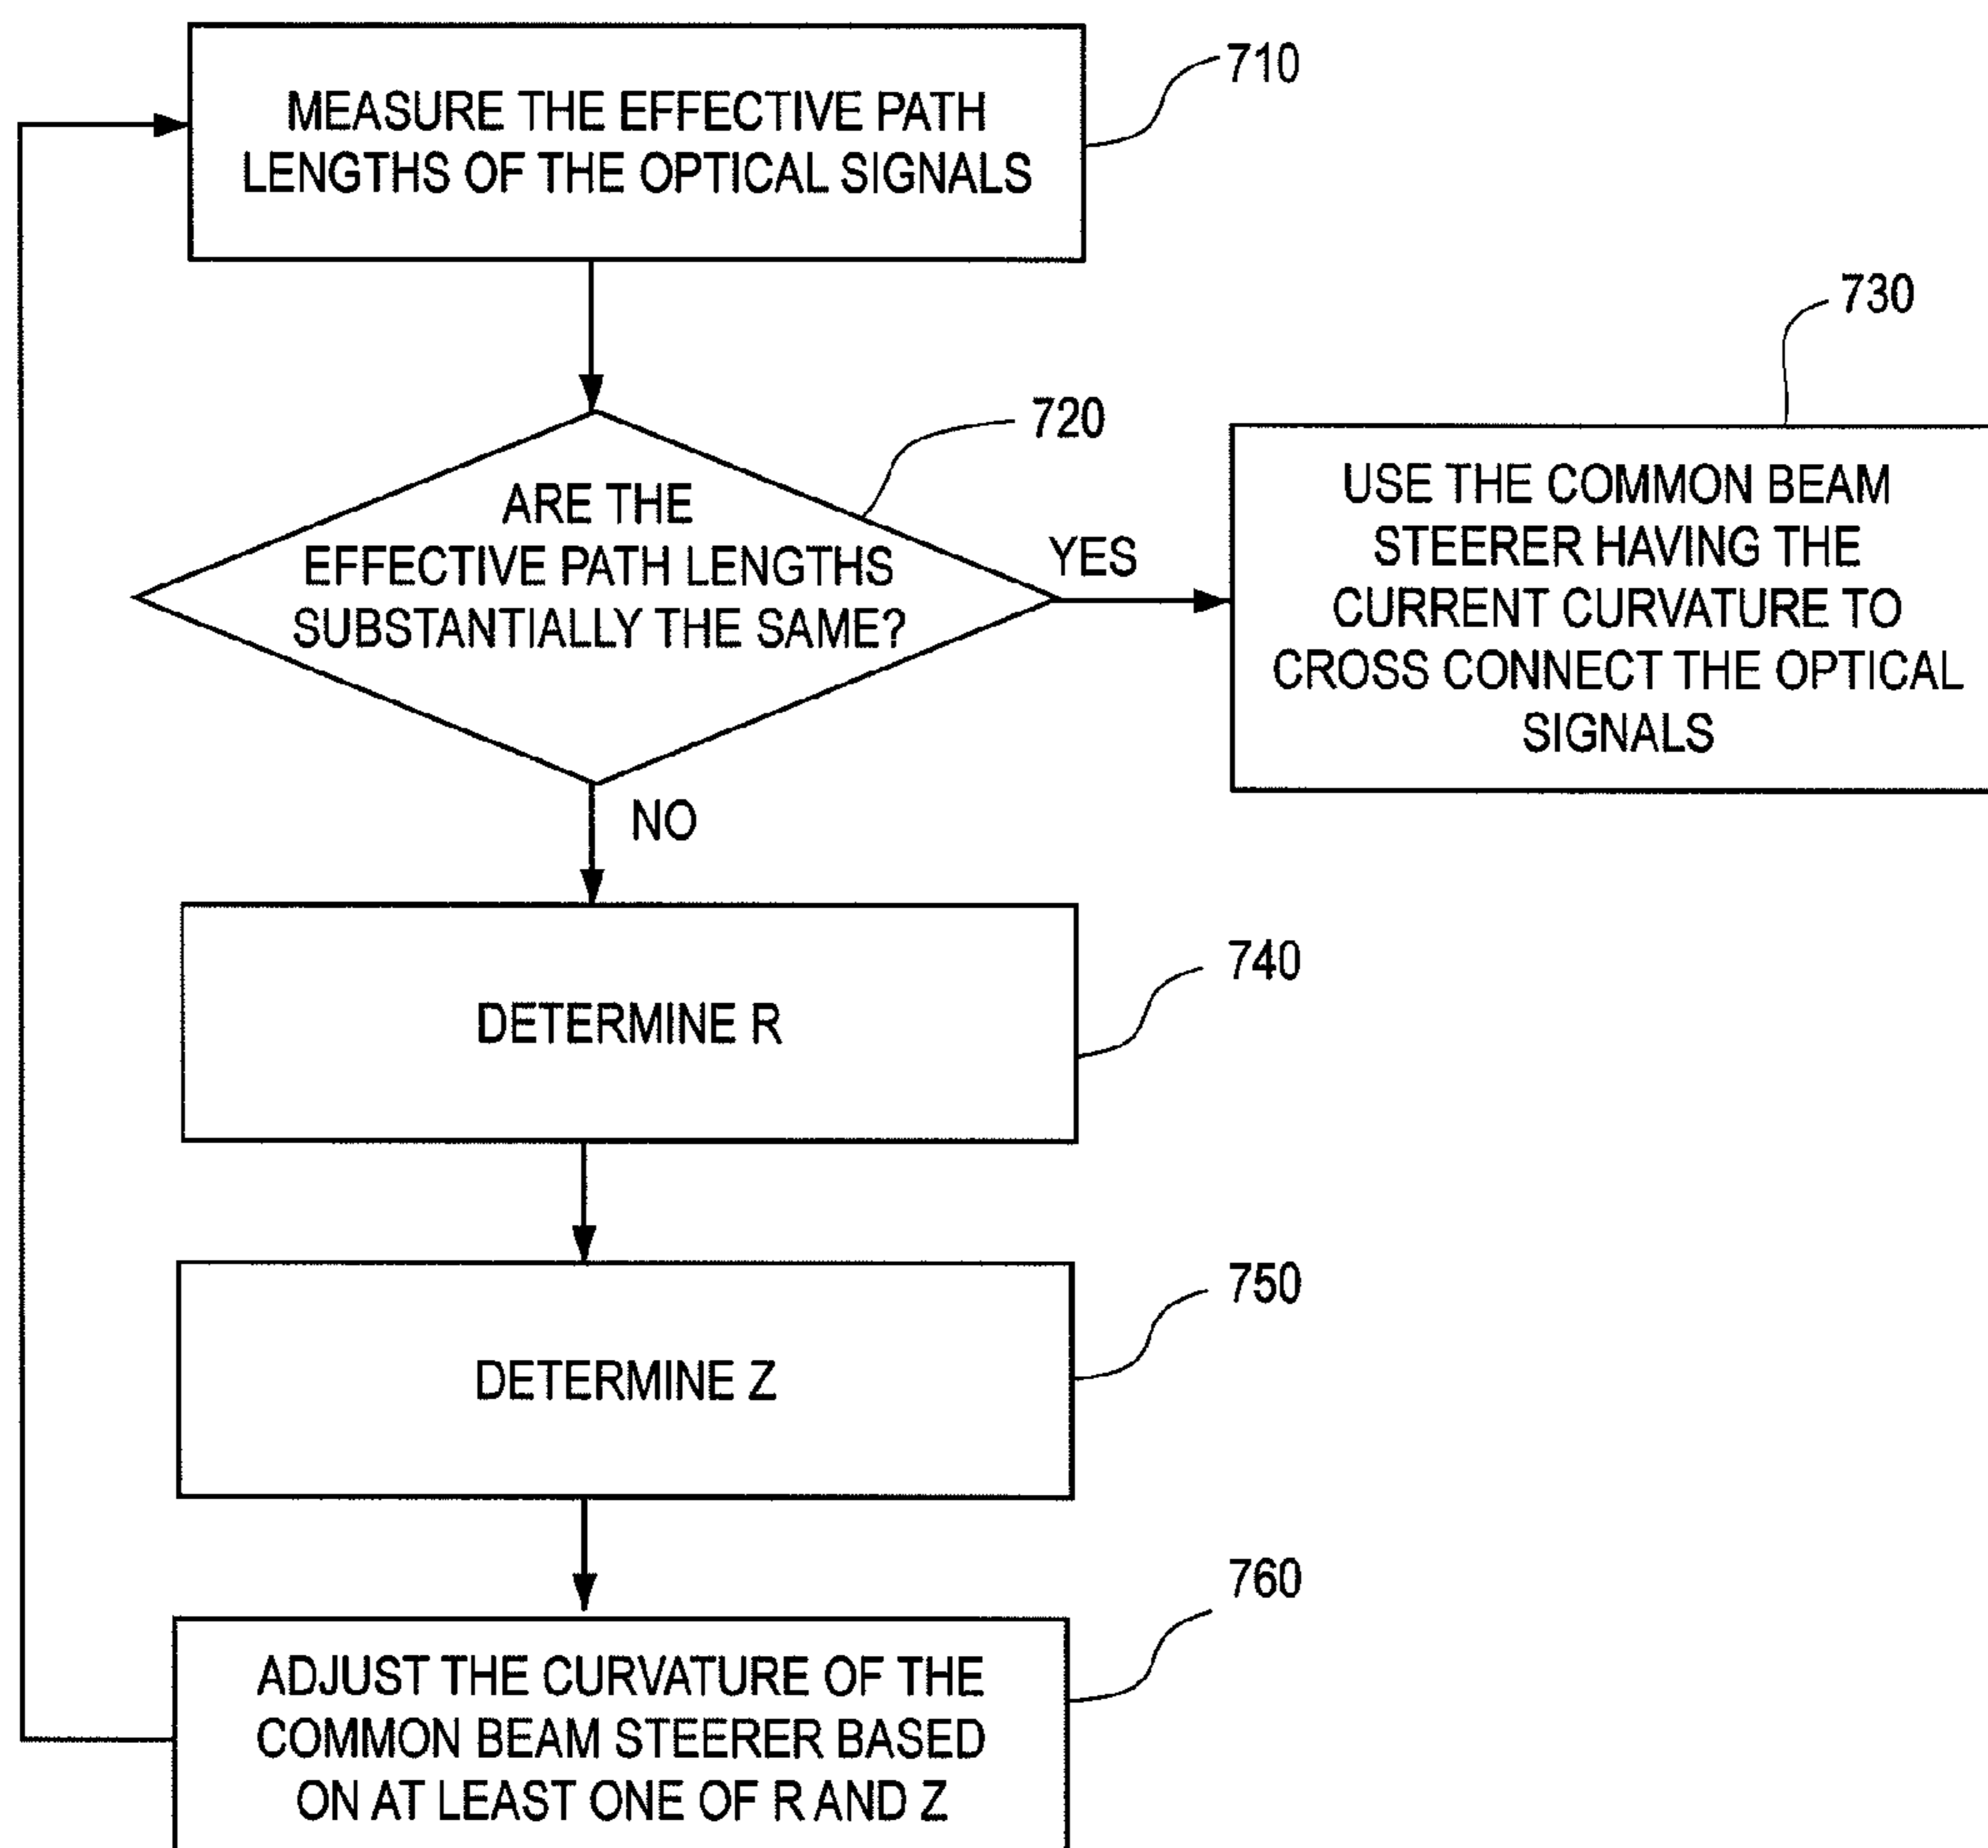 710
MEASURE THE EFFECTIVE PATH
LENGTHS OF THE OPTICAL SIGNALS
730
720
ARE THE
EFFECTIVE PATH LENGTHS
SUBSTANTIALLY THE SAME?
YES
USE THE COMMON BEAM
STEERER HAVING THE
CURRENT CURVATURE TO
CROSS CONNECT THE OPTICAL
SIGNALS
NO
740
DETERMINE R
750
DETERMINE Z
760
ADJUST THE CURVATURE OF THE
COMMON BEAM STEERER BASED
ON AT LEAST ONE OF R AND Z